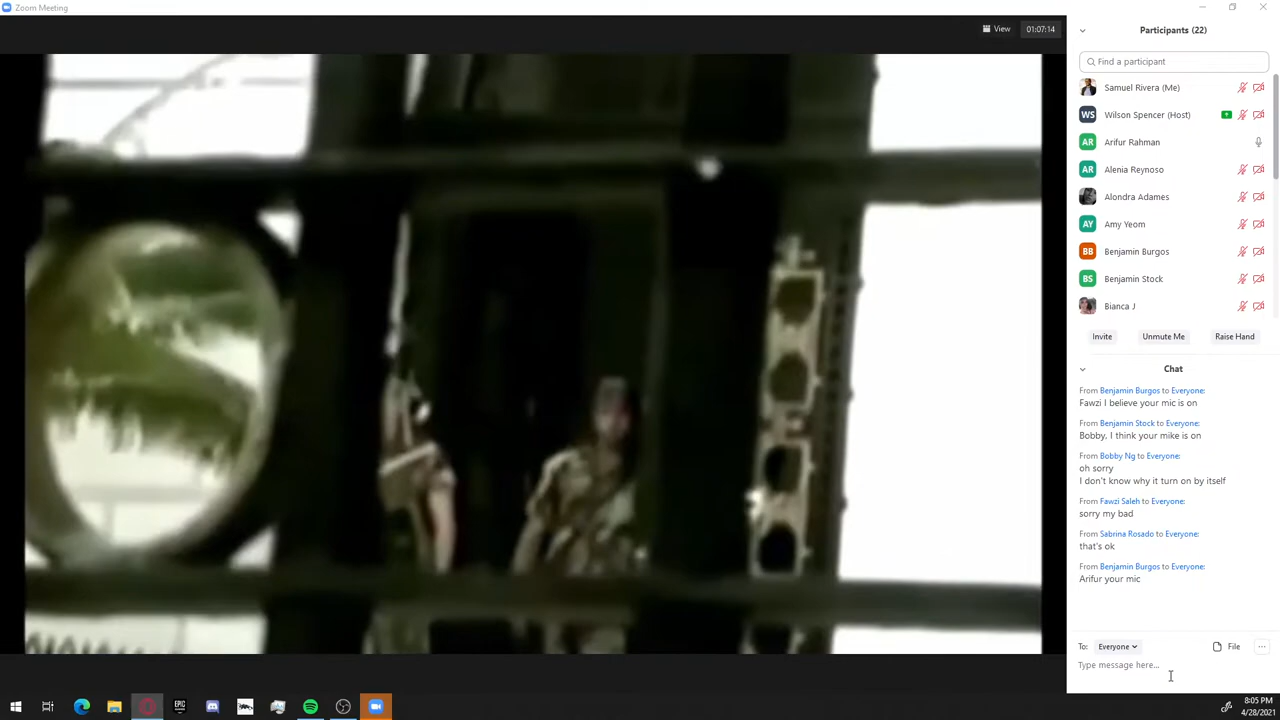 Zoom Meeting
View
01:07:14
Participants (22)
Find a participant
Samuel Rivera (Me)
WS Wilson Spencer (Host)
AR Arifur Rahman
AR Alenia Reynoso
Alondra Adames
AY Amy Yeom
BB Benjamin Burgos
BS Benjamin Stock
Bianca J
Invite Unmute Me Raise Hand
Chat
From Benjamin Burgos to Everyone:
Fawzi I believe your mic is on
From Benjamin Stock to Everyone:
Bobby, I think your mike is on
From Bobby Ng to Everyone:
oh sorry
I don't know why it turn on by itself
From Fawzi Saleh to Everyone:
sorry my bad
From Sabrina Rosado to Everyone:
that's ok
From Benjamin Burgos to Everyone:
Arifur your mic
To: Everyone File
Type message here...
EPIC
GAMES
8:05 PM
4/28/2021